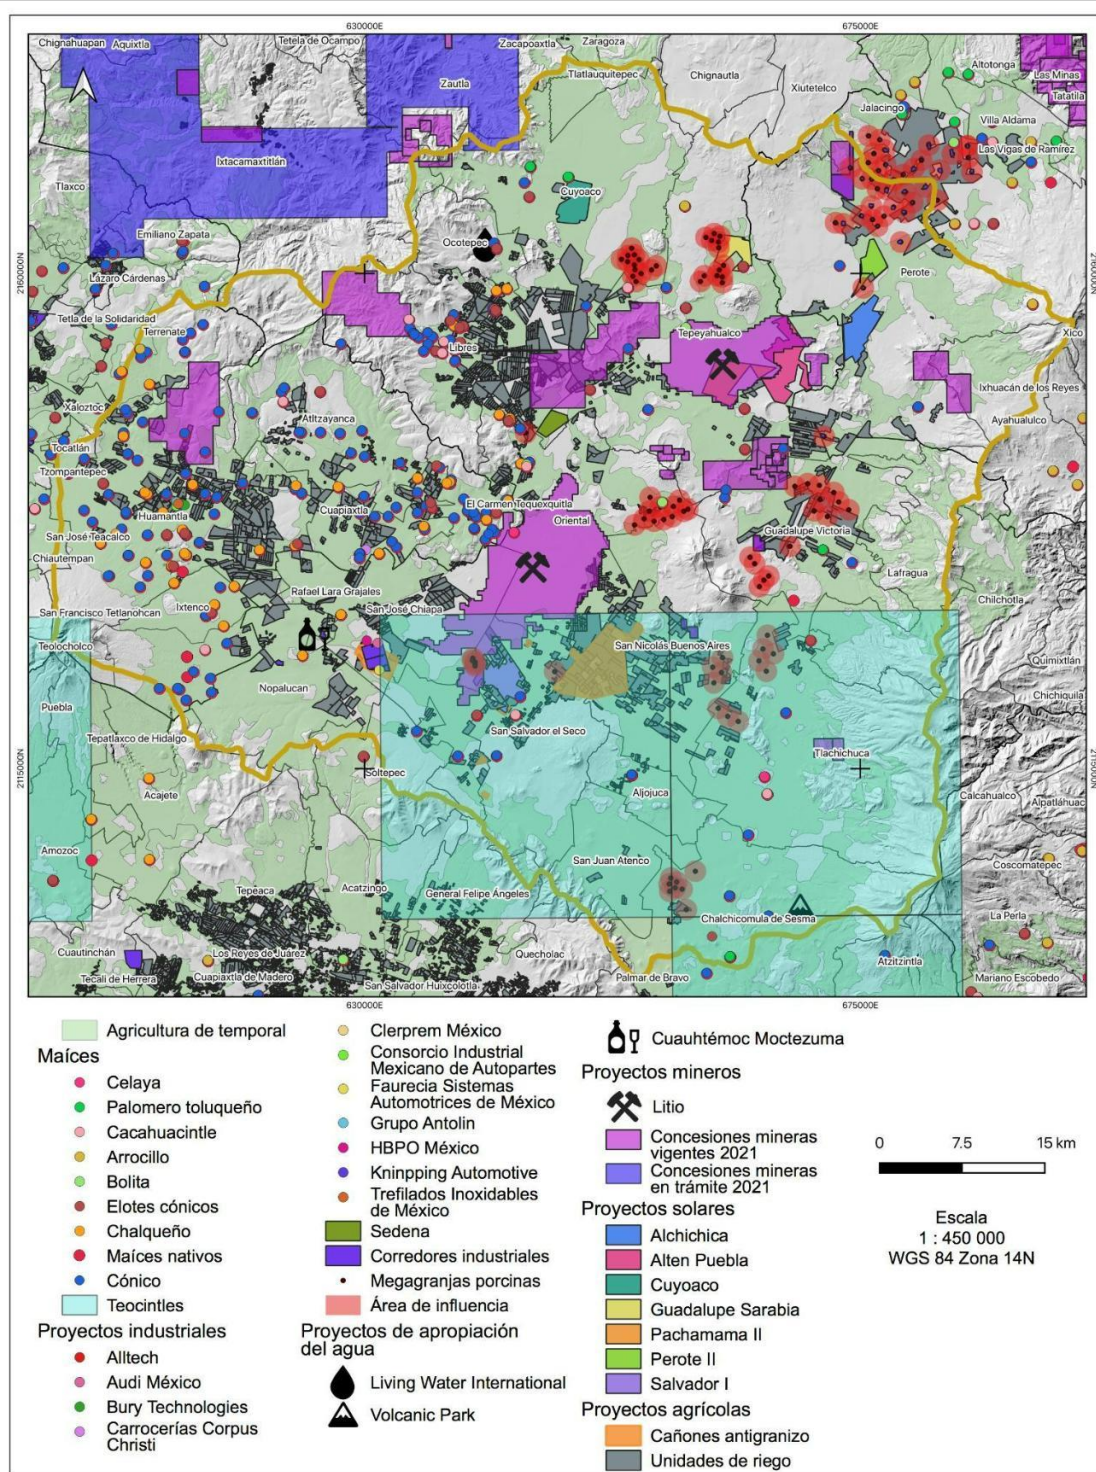 630000E 675000E
Chignahuapan Aquixtla Tetela de Ocampo Zacapoaxtla Zaragoza
Altotonga
Zautla Tlatlauquitepec Chignautla Xiutetelco Las Minas
Tatatila
Jalacingo
Villa Aldama
Las Vigas de Ramírez
Ixtacamaxtitlán
Tlaxco Cuyoaco
Emiliano Zapata Ocotepec
2160000N Lázaro Cárdenas Perote 2160000N
Tetla de la Solidaridad
Terrenate Libres Tepeyahualco Xico
Ixhuacán de los Reyes
Xaloztoc Atltzayanca Ayahualulco
Tocatlán
Tzompantepec
Huamantla Cuapiaxtla El Carmen Tequexquitla
Oriental
San José Teacalco Guadalupe Victoria
Chiautempan
Lafragua
Rafael Lara Grajales
San Francisco Tetlanohcan Ixtenco San José Chiapa Chilchotla
Teolocholco San Nicolás Buenos Aires
Quimixtlán
Nopalucan
Puebla Chichiquila
Tepatlaxco de Hidalgo San Salvador el Seco
2115000N Tlachichuca 2115000N
Soltepec
Acajete Aljojuca Calcahualco
Alpatláhuac
Amozoc San Juan Atenco Coscomatepec
Tepeaca Acatzingo General Felipe Ángeles
Chalchicomula de Sesma La Perla
Cuautinchán Los Reyes de Juárez Quecholac
Atzitzintla
Tecali de Herrera Cuapiaxtla de Madero Palmar de Bravo Mariano Escobedo
San Salvador Huixcolotla
630000E 675000E
Agricultura de temporal
Maíces
Celaya
Palomero toluqueño
Cacahuacintle
Arrocillo
Bolita
Elotes cónicos
Chalqueño
Maíces nativos
Cónico
Teocintles
Proyectos industriales
Alltech
Audi México
Bury Technologies
Carrocerías Corpus
Christi
Clerprem México
Consorcio Industrial
Mexicano de Autopartes
Faurecia Sistemas
Automotrices de México
Grupo Antolin
HBPO México
Kninpping Automotive
Trefilados Inoxidables
de México
Sedena
Corredores industriales
Megagranjas porcinas
Área de influencia
Proyectos de apropiación
del agua
Living Water International
Volcanic Park
Cuauhtémoc Moctezuma
Proyectos mineros
Litio
Concesiones mineras
vigentes 2021
Concesiones mineras
en trámite 2021
Proyectos solares
Alchichica
Alten Puebla
Cuyoaco
Guadalupe Sarabia
Pachamama II
Perote II
Salvador I
Proyectos agrícolas
Cañones antigranizo
Unidades de riego
0 7.5 15 km
Escala
1 : 450 000
WGS 84 Zona 14N